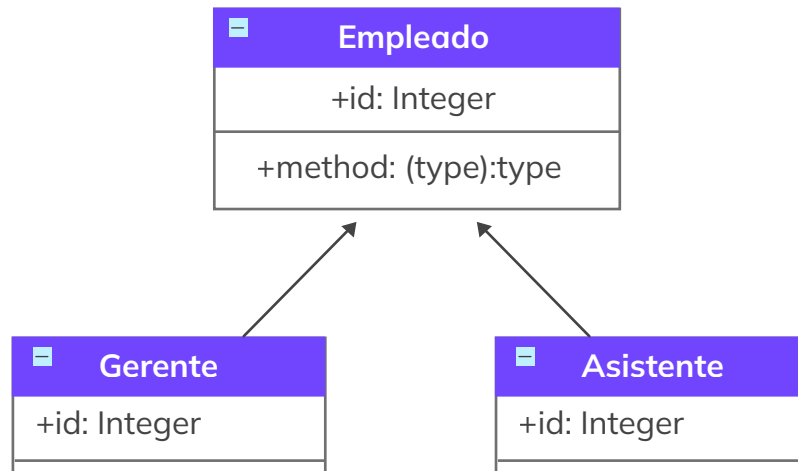 Empleado
+id: Integer
+method: (type):type
Gerente
+id: Integer
Asistente
+id: Integer